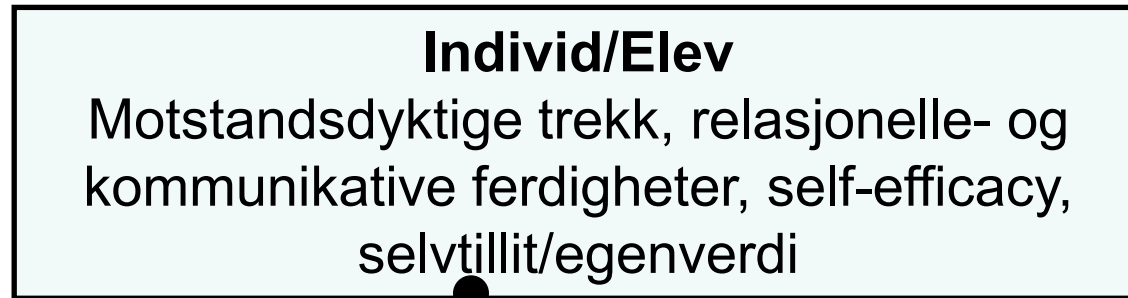 Individ/Elev
Motstandsdyktige trekk, relasjonelle- og
kommunikative ferdigheter, self-efficacy,
selvtillit/egenverdi